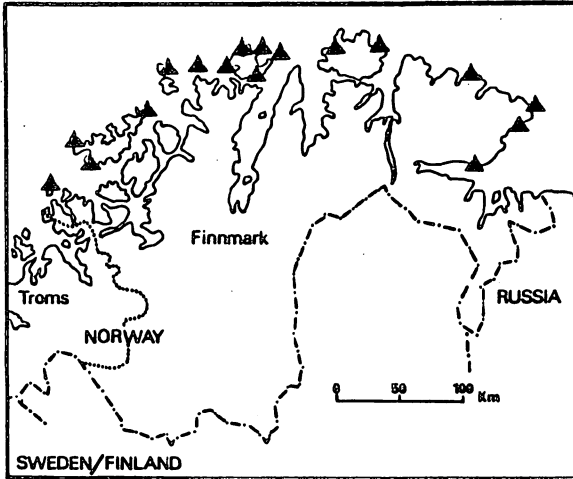 Finnmark
Troms
RUSSIA
NORWAY
0 50 100
Km
SWEDEN/FINLAND